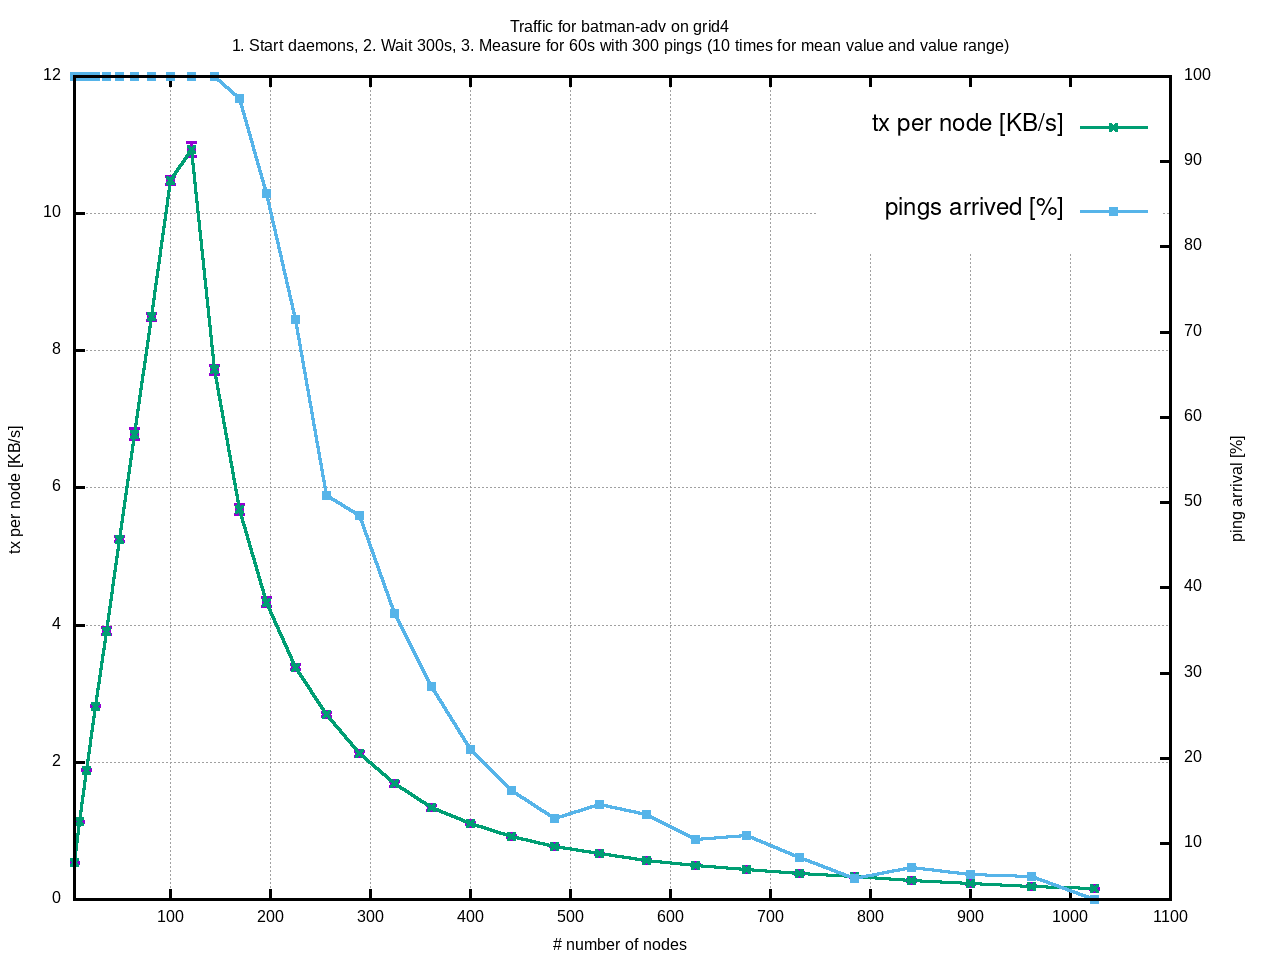 Traffic for batman-adv on grid4
1. Start daemons, 2. Wait 300s, 3. Measure for 60s with 300 pings (10 times for mean value and value range)
tx per node [KB/s]
pings arrived [%]
12
10
8
6
4
2
0
100
90
80
70
60
50
40
30
20
10
tx per node [KB/s]
ping arrival [%]
100 200 300 400 500 600 700 800 900 1000 1100
# number of nodes